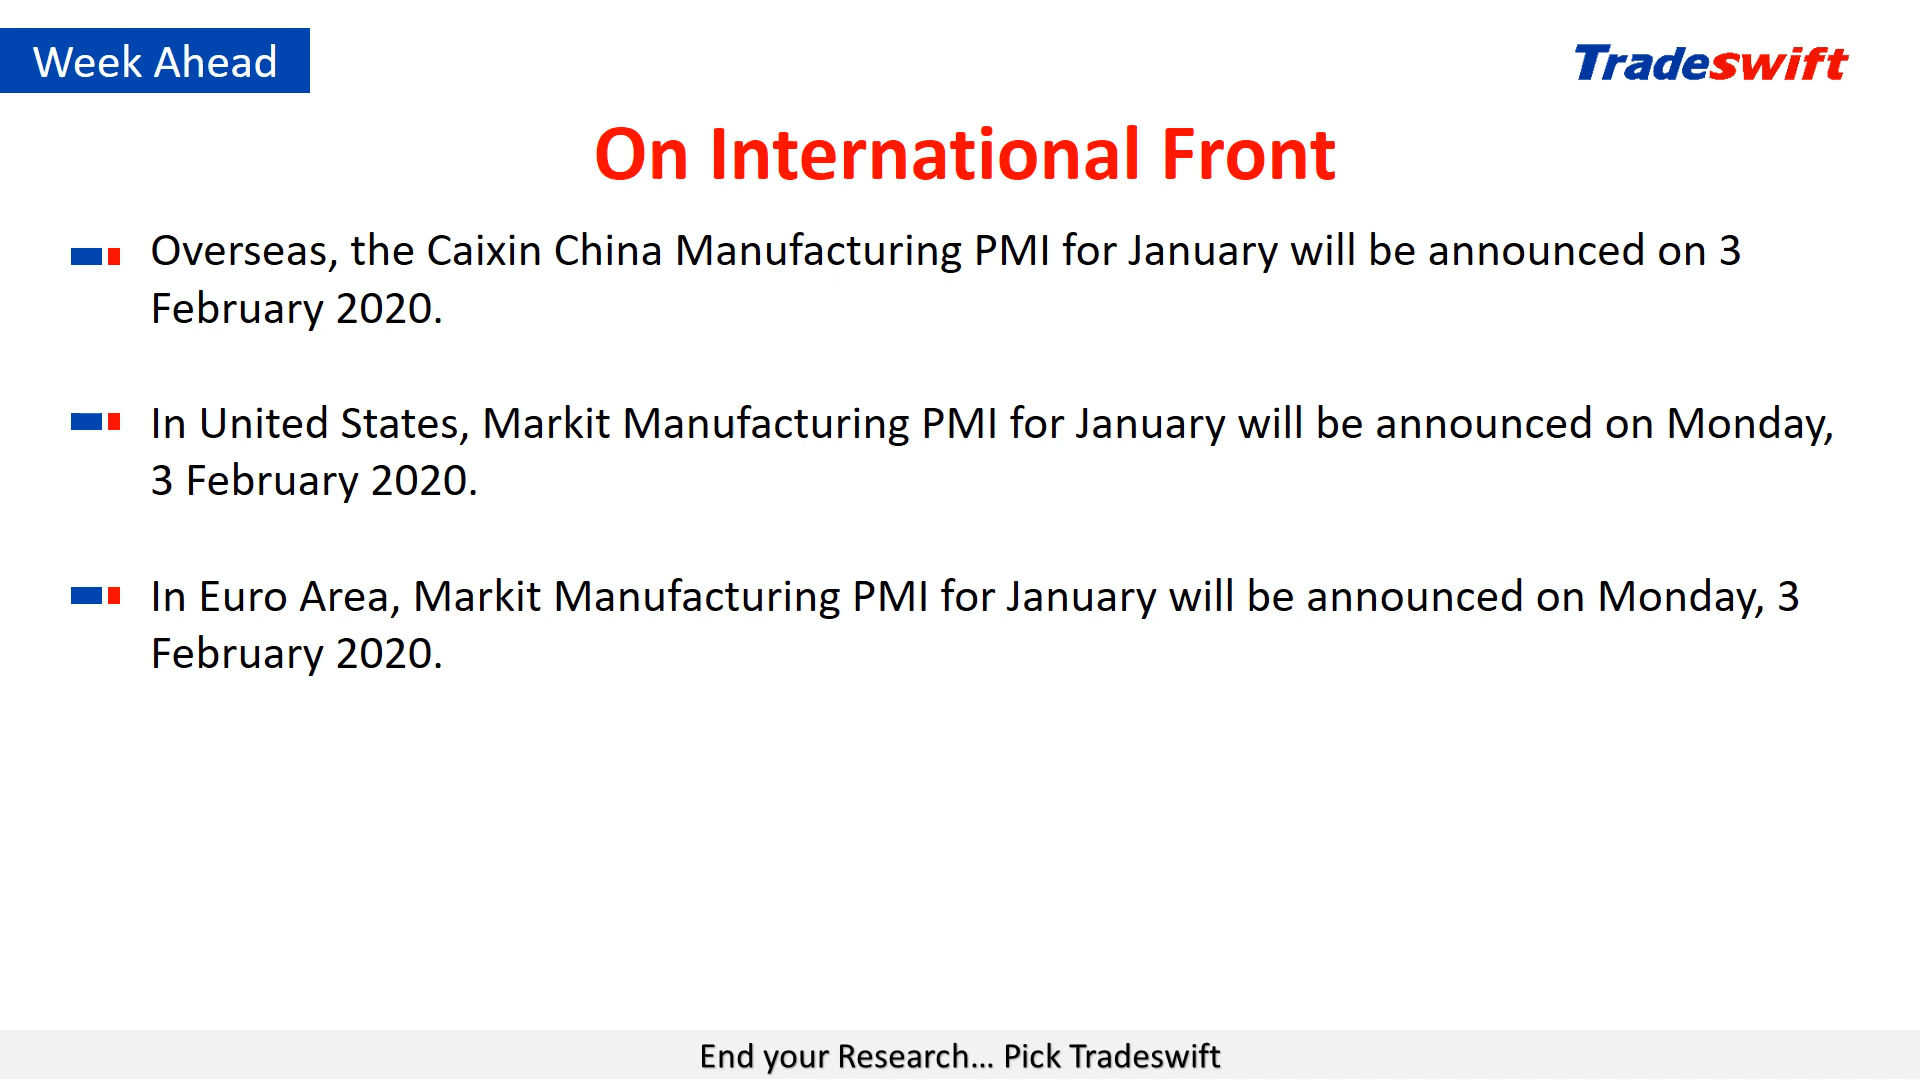 Week Ahead
Tradeswift
On International Front
Overseas, the Caixin China Manufacturing PMI for January will be announced on 3
February 2020.
In United States, Markit Manufacturing PMI for January will be announced on Monday,
3 February 2020.
In Euro Area, Markit Manufacturing PMI for January will be announced on Monday, 3
February 2020.
End your Research... Pick Tradeswift